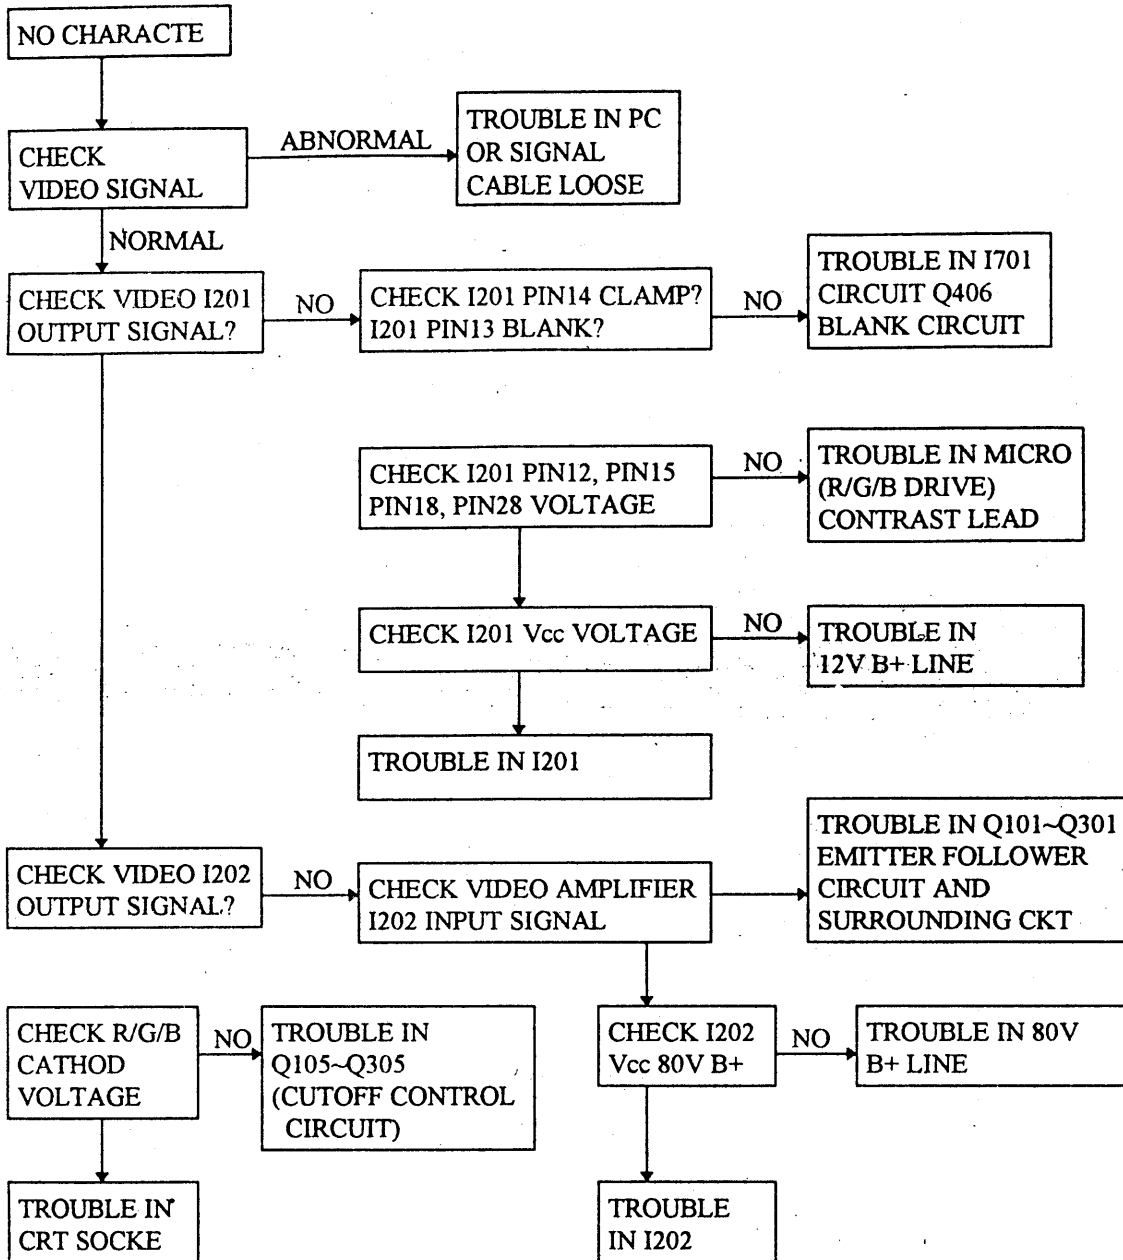 NO CHARACTE
CHECK
VIDEO SIGNAL
ABNORMAL
TROUBLE IN PC
OR SIGNAL
CABLE LOOSE
NORMAL
CHECK VIDEO I201
OUTPUT SIGNAL?
NO
CHECK I201 PIN14 CLAMP?
I201 PIN13 BLANK?
NO
TROUBLE IN I701
CIRCUIT Q406
BLANK CIRCUIT
CHECK I201 PIN12, PIN15
PIN18, PIN28 VOLTAGE
NO
TROUBLE IN MICRO
(R/G/B DRIVE)
CONTRAST LEAD
CHECK I201 Vcc VOLTAGE
NO
TROUBLE IN
12V B+ LINE
TROUBLE IN I201
CHECK VIDEO I202
OUTPUT SIGNAL?
NO
CHECK VIDEO AMPLIFIER
I202 INPUT SIGNAL
TROUBLE IN Q101~Q301
EMITTER FOLLOWER
CIRCUIT AND
SURROUNDING CKT
CHECK R/G/B
CATHOD
VOLTAGE
NO
TROUBLE IN
Q105~Q305
(CUTOFF CONTROL
CIRCUIT)
CHECK I202
Vcc 80V B+
NO
TROUBLE IN 80V
B+ LINE
TROUBLE IN
CRT SOCKE
TROUBLE
IN I202